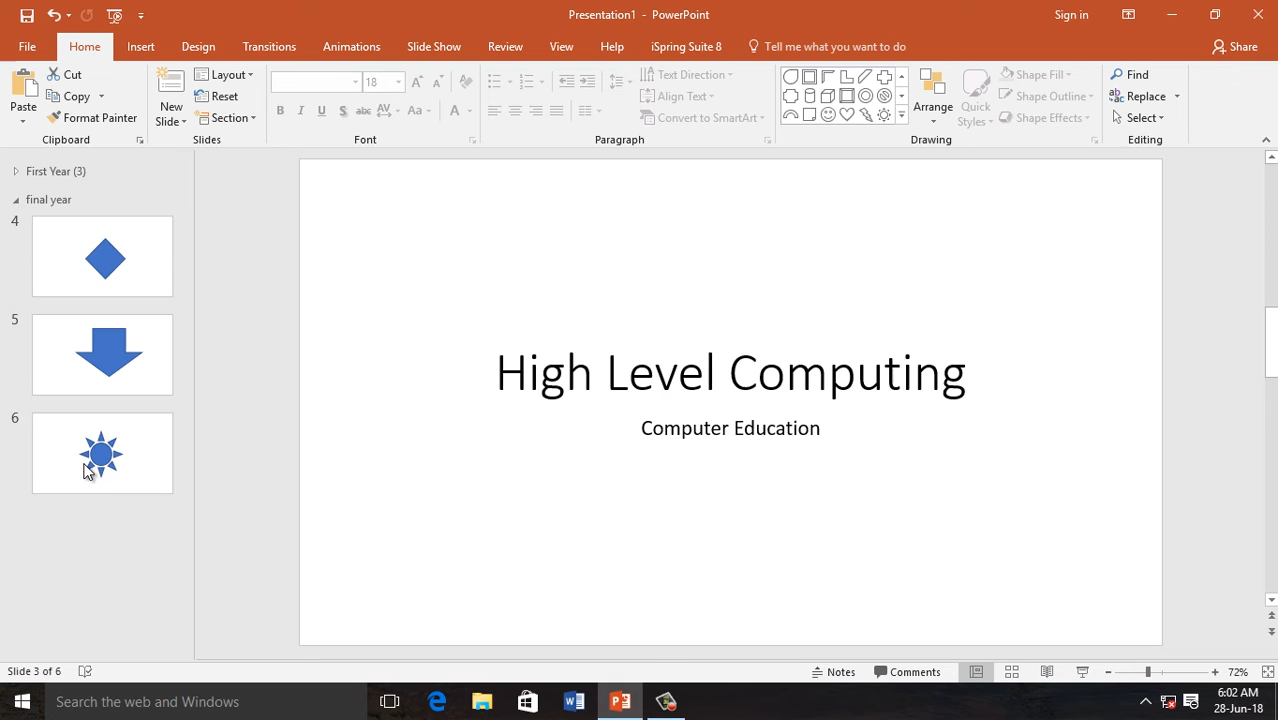 Presentation1 - PowerPoint
Sign in
File
Home
Insert
Design
Transitions
Animations
Slide Show
Review
View
Help
iSpring Suite 8
Tell me what you want to do
Share
Paste
Cut
Copy
Format Painter
Clipboard
New
Slide
Layout
Reset
Section
Slides
18
B I U S abc AV Aa A
Font
Text Direction
Align Text
Convert to SmartArt
Paragraph
Arrange
Quick
Styles
Shape Fill
Shape Outline
Shape Effects
Drawing
Find
Replace
Select
Editing
First Year (3)
final year
4
5
6
High Level Computing
Computer Education
Slide 3 of 6
Notes
Comments
72%
Search the web and Windows
6:02 AM
28-Jun-18